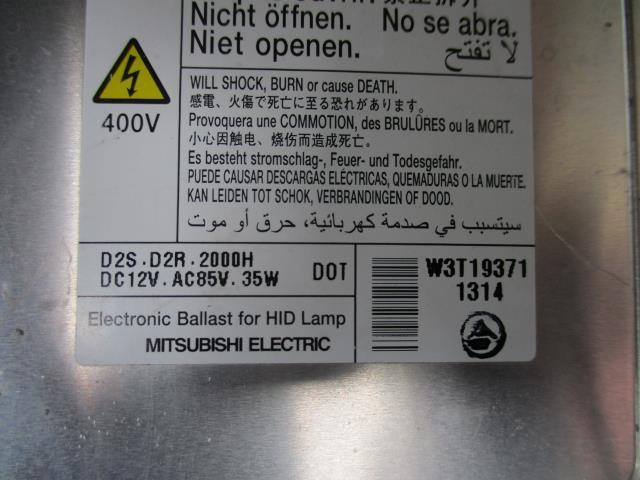 Nicht öffnen. No se abra.
Niet openen. لا تفتح
400V
WILL SHOCK, BURN or cause DEATH.
感電、火傷で死亡に至る恐れがあります。
Provoquera une COMMOTION, des BRULÛRES ou la MORT.
小心因触电、烧伤而造成死亡。
Es besteht stromschlag-, Feuer- und Todesgefahr.
PUEDE CAUSAR DESCARGAS ELÉCTRICAS, QUEMADURAS O LA MUERTE.
KAN LEIDEN TOT SCHOK, VERBRANDINGEN OF DOOD.
سيتسبب في صدمة كهربائية، حرق أو موت
D2S.D2R.2000H
DC12V.AC85V.35W DOT
Electronic Ballast for HID Lamp
MITSUBISHI ELECTRIC
W3T19371
1314